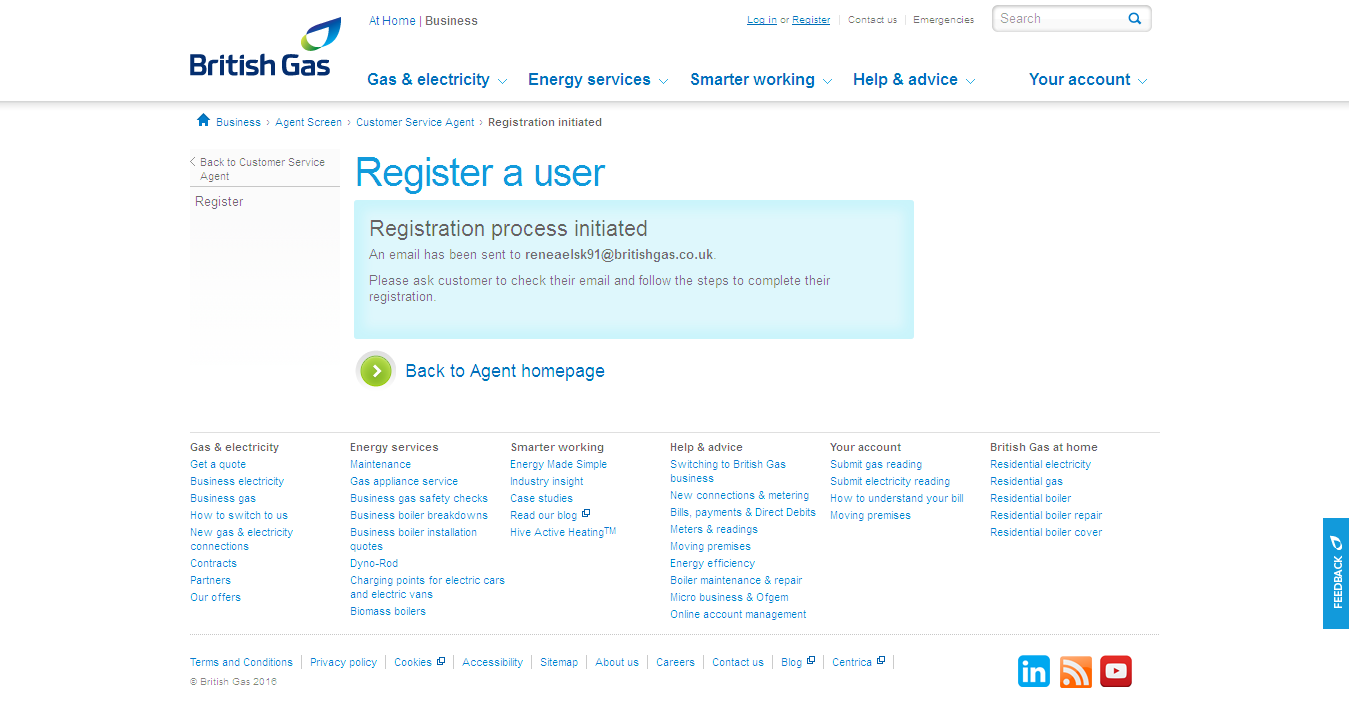 At Home | Business
Log in or Register
Contact us
Emergencies
Search
British Gas
Gas & electricity
Energy services
Smarter working
Help & advice
Your account
Business › Agent Screen › Customer Service Agent › Registration initiated
Back to Customer Service
Agent
Register
Register a user
Registration process initiated
An email has been sent to reneaelsk91@britishgas.co.uk.
Please ask customer to check their email and follow the steps to complete their
registration.
Back to Agent homepage
Gas & electricity
Get a quote
Business electricity
Business gas
How to switch to us
New gas & electricity
connections
Contracts
Partners
Our offers
Energy services
Maintenance
Gas appliance service
Business gas safety checks
Business boiler breakdowns
Business boiler installation
quotes
Dyno-Rod
Charging points for electric cars
and electric vans
Biomass boilers
Smarter working
Energy Made Simple
Industry insight
Case studies
Read our blog
Hive Active Heating™
Help & advice
Switching to British Gas
business
New connections & metering
Bills, payments & Direct Debits
Meters & readings
Moving premises
Energy efficiency
Boiler maintenance & repair
Micro business & Ofgem
Online account management
Your account
Submit gas reading
Submit electricity reading
How to understand your bill
Moving premises
British Gas at home
Residential electricity
Residential gas
Residential boiler
Residential boiler repair
Residential boiler cover
FEEDBACK
Terms and Conditions
Privacy policy
Cookies
Accessibility
Sitemap
About us
Careers
Contact us
Blog
Centrica
© British Gas 2016
in